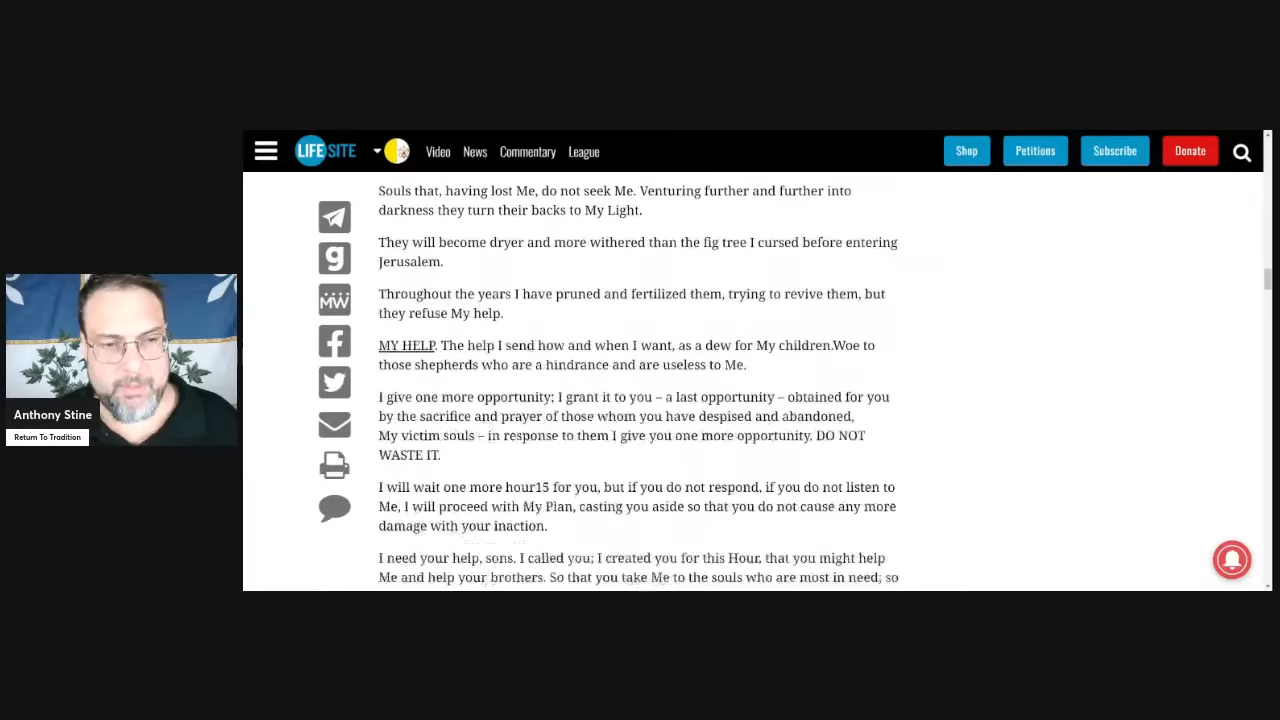 LIFE SITE
Video News Commentary League
Shop Petitions Subscribe Donate
Souls that, having lost Me, do not seek Me. Venturing further and further into
darkness they turn their backs to My Light.
They will become dryer and more withered than the fig tree I cursed before entering
Jerusalem.
Throughout the years I have pruned and fertilized them, trying to revive them, but
they refuse My help.
MY HELP. The help I send how and when I want, as a dew for My children.Woe to
those shepherds who are a hindrance and are useless to Me.
I give one more opportunity; I grant it to you – a last opportunity – obtained for you
by the sacrifice and prayer of those whom you have despised and abandoned,
My victim souls – in response to them I give you one more opportunity. DO NOT
WASTE IT.
I will wait one more hour15 for you, but if you do not respond, if you do not listen to
Me, I will proceed with My Plan, casting you aside so that you do not cause any more
damage with your inaction.
I need your help, sons. I called you; I created you for this Hour, that you might help
Me and help your brothers. So that you take Me to the souls who are most in need, so
g
MW
Anthony Stine
Return To Tradition